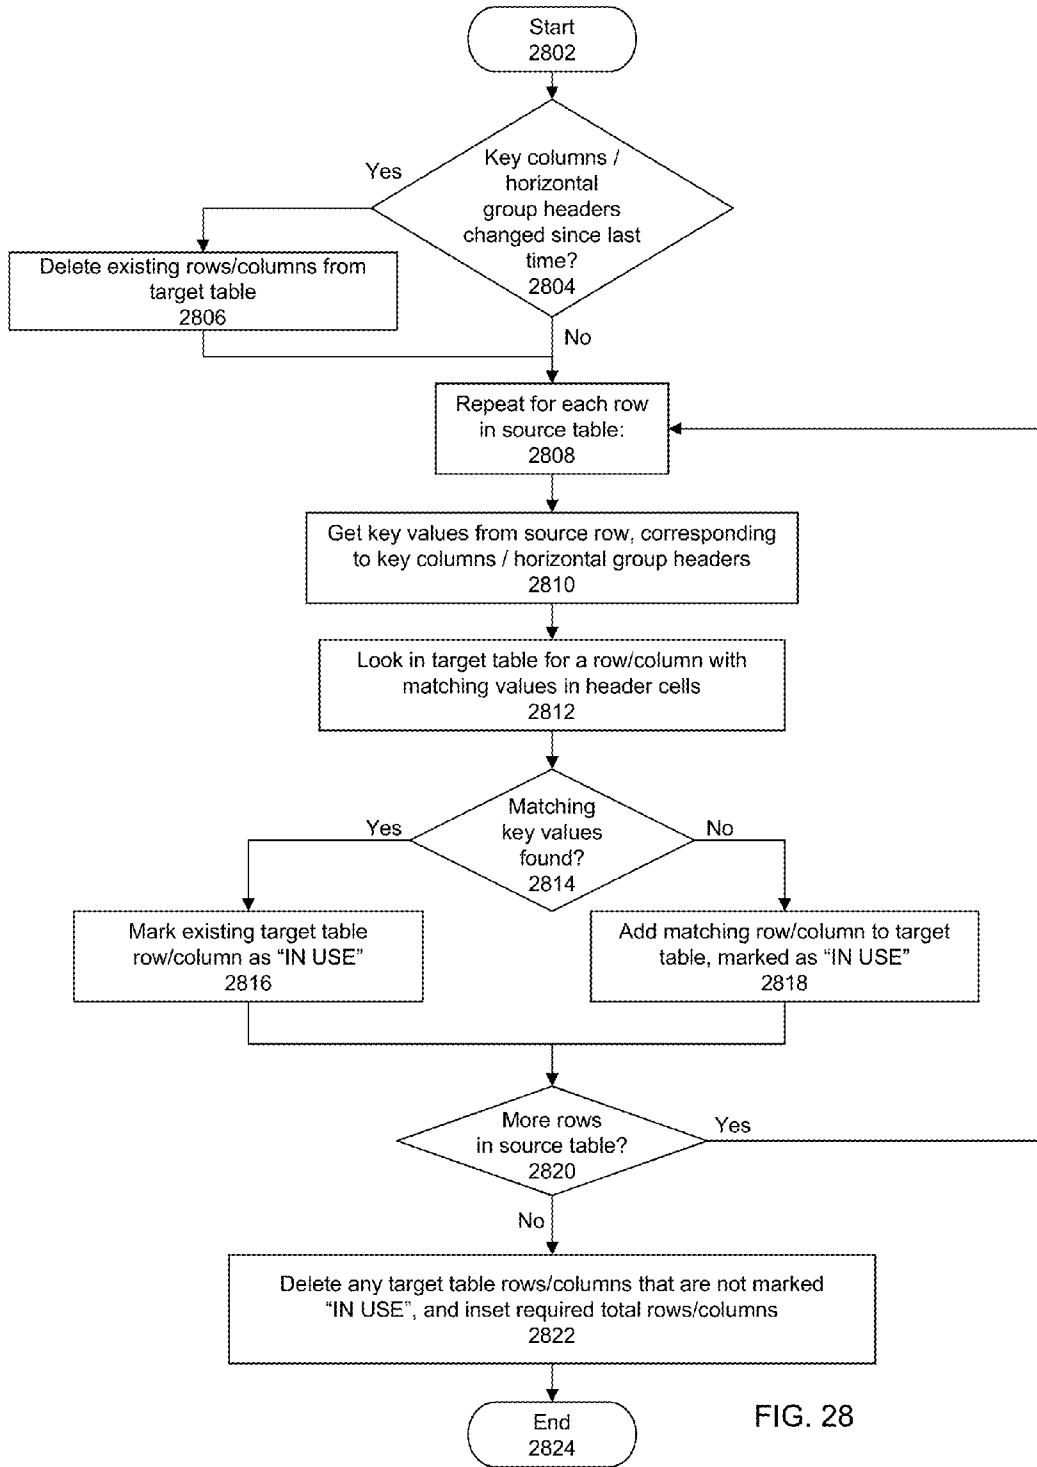 Start
2802
Key columns /
horizontal
group headers
changed since last
time?
2804
Yes
Delete existing rows/columns from
target table
2806
No
Repeat for each row
in source table:
2808
Get key values from source row, corresponding
to key columns / horizontal group headers
2810
Look in target table for a row/column with
matching values in header cells
2812
Matching
key values
found?
2814
Yes
No
Mark existing target table
row/column as “IN USE”
2816
Add matching row/column to target
table, marked as “IN USE”
2818
More rows
in source table?
2820
Yes
No
Delete any target table rows/columns that are not marked
“IN USE”, and inset required total rows/columns
2822
End
2824
FIG. 28